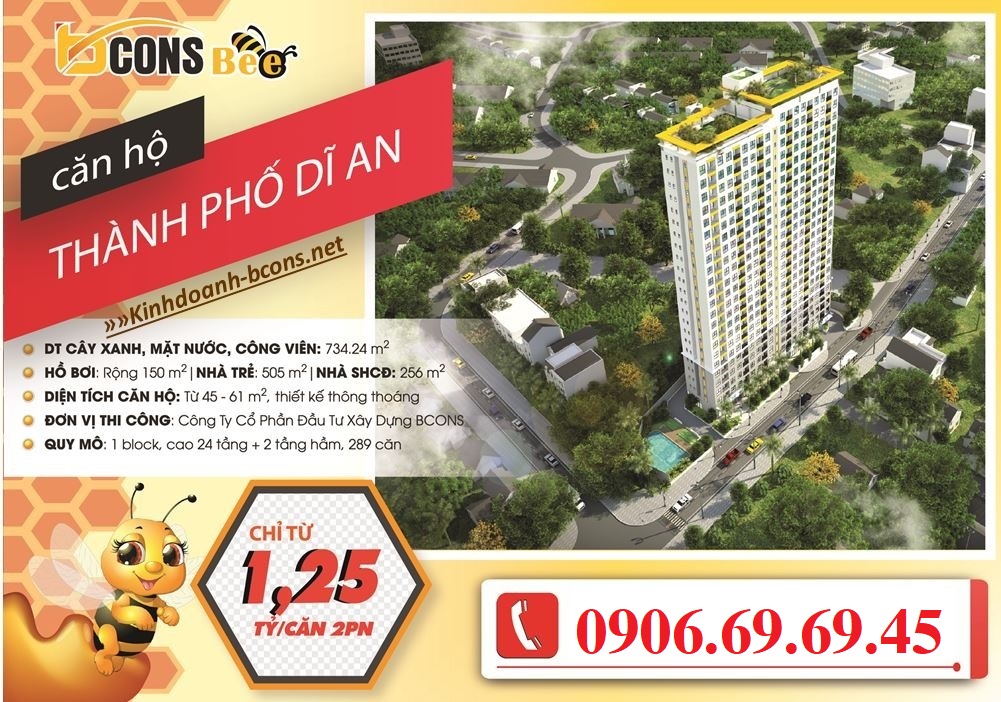 BCONS Bee
căn hộ
THÀNH PHỐ DĨ AN
»»Kinhdoanh-bcons.net
DT CÂY XANH, MẶT NƯỚC, CÔNG VIÊN: 734.24 m²
HỒ BƠI: Rộng 150 m² | NHÀ TRẺ: 505 m² | NHÀ SHCĐ: 256 m²
DIỆN TÍCH CĂN HỘ: Từ 45 - 61 m², thiết kế thông thoáng
ĐƠN VỊ THI CÔNG: Công Ty Cổ Phần Đầu Tư Xây Dựng BCONS
QUY MÔ: 1 block, cao 24 tầng + 2 tầng hầm, 289 căn
CHỈ TỪ
1,25
TỶ/CĂN 2PN
0906.69.69.45